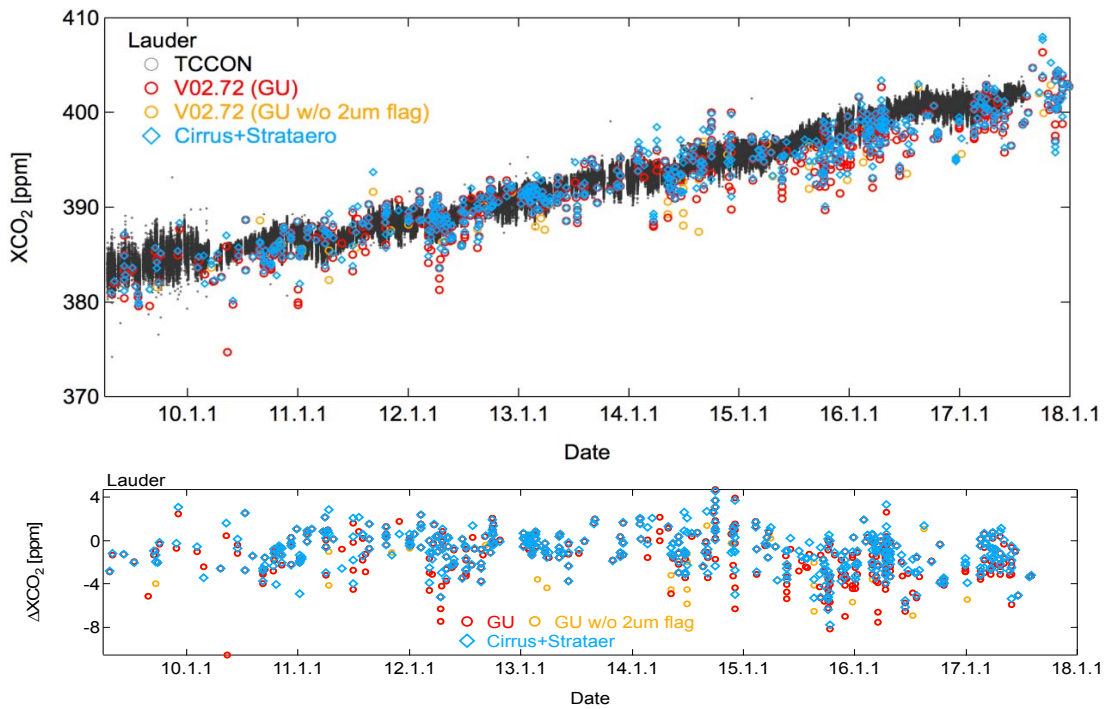 410
400
390
380
370
XCO2 [ppm]
Lauder
TCCON
V02.72 (GU)
V02.72 (GU w/o 2um flag)
Cirrus+Strataero
10.1.1 11.1.1 12.1.1 13.1.1 14.1.1 15.1.1 16.1.1 17.1.1 18.1.1
Date
Lauder
4
0
-4
-8
ΔXCO2 [ppm]
GU GU w/o 2um flag
Cirrus+Strataer
10.1.1 11.1.1 12.1.1 13.1.1 14.1.1 15.1.1 16.1.1 17.1.1 18.1.1
Date